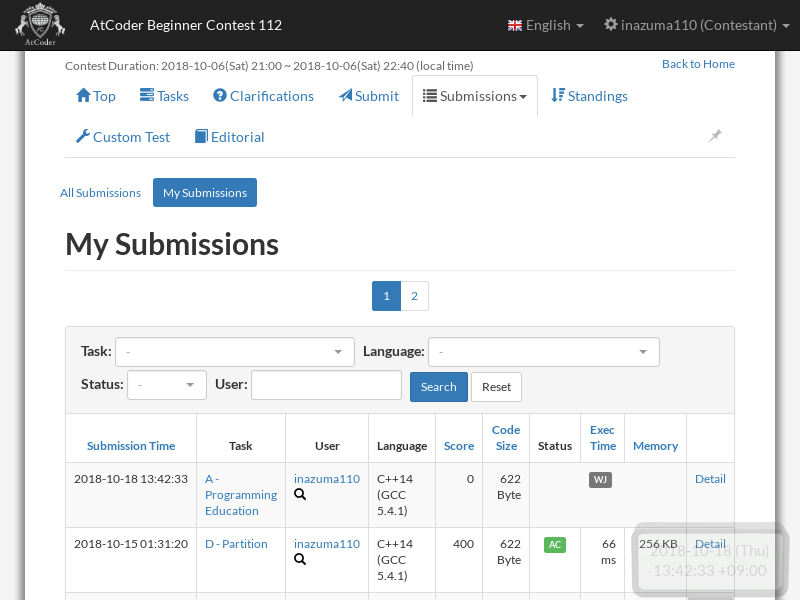 AtCoder Beginner Contest 112
English
inazuma110 (Contestant)
AtCoder
Contest Duration: 2018-10-06(Sat) 21:00 ~ 2018-10-06(Sat) 22:40 (local time)
Back to Home
Top Tasks Clarifications Submit Submissions Standings
Custom Test Editorial
All Submissions My Submissions
My Submissions
1 2
Task: - Language: -
Status: - User: Search Reset
Submission Time Task User Language Score Code Size Status Exec Time Memory
2018-10-18 13:42:33 A - Programming Education inazuma110 C++14 (GCC 5.4.1) 0 622 Byte WJ Detail
2018-10-15 01:31:20 D - Partition inazuma110 C++14 (GCC 5.4.1) 400 622 Byte AC 66 ms 256 KB Detail
2018-10-18 (Thu)
13:42:33 +09:00